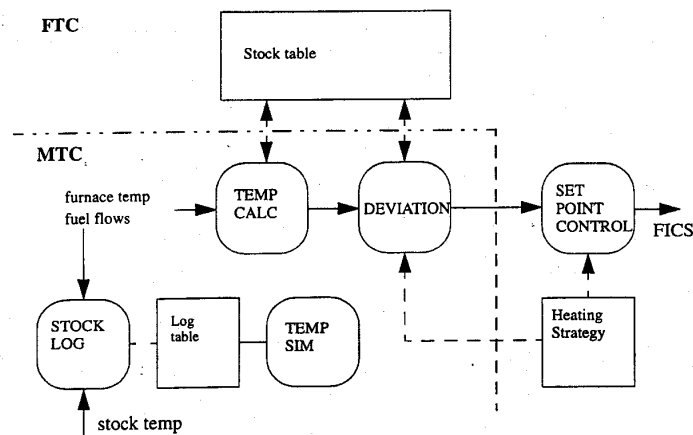 FTC
Stock table
MTC
furnace temp
fuel flows
TEMP
CALC
DEVIATION
SET
POINT
CONTROL
FICS
STOCK
LOG
Log
table
TEMP
SIM
Heating
Strategy
stock temp